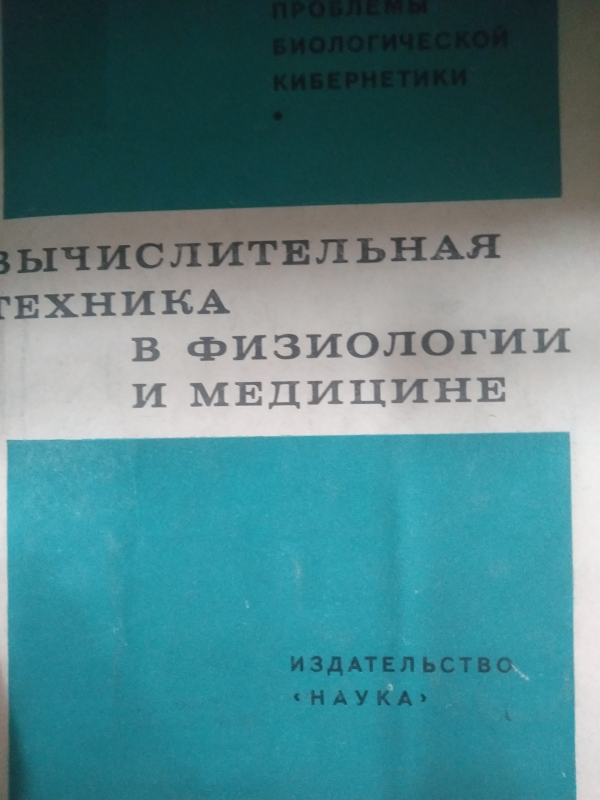 ПРОБЛЕМЫ
БИОЛОГИЧЕСКОЙ
КИБЕРНЕТИКИ
•
ВЫЧИСЛИТЕЛЬНАЯ
ТЕХНИКА
В ФИЗИОЛОГИИ
И МЕДИЦИНЕ
ИЗДАТЕЛЬСТВО
‹НАУКА›